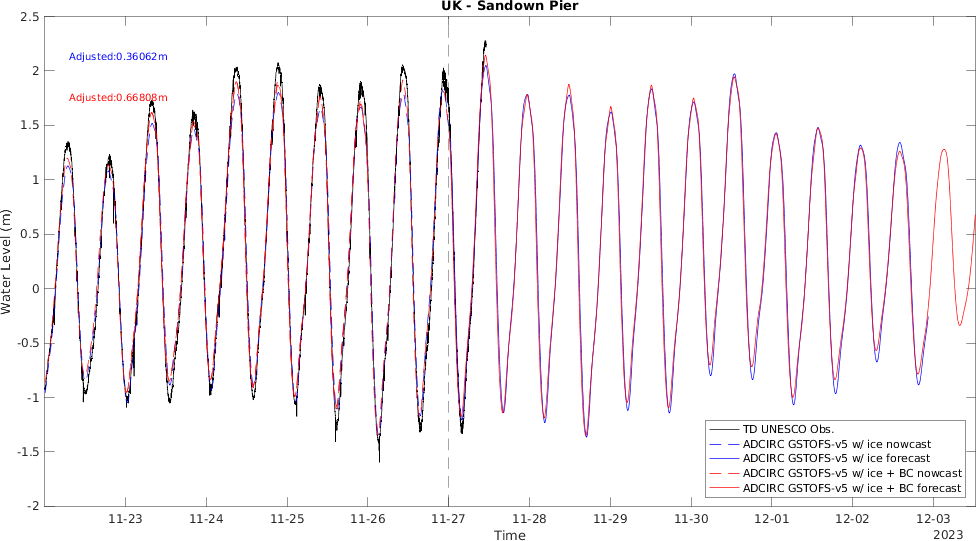 UK - Sandown Pier
2.5
2
1.5
1
0.5
0
-0.5
-1
-1.5
-2
Water Level (m)
Adjusted:0.36062m
Adjusted:0.66808m
TD UNESCO Obs.
ADCIRC GSTOFS-v5 w/ ice nowcast
ADCIRC GSTOFS-v5 w/ ice forecast
ADCIRC GSTOFS-v5 w/ ice + BC nowcast
ADCIRC GSTOFS-v5 w/ ice + BC forecast
11-23 11-24 11-25 11-26 11-27 11-28 11-29 11-30 12-01 12-02 12-03
Time
2023